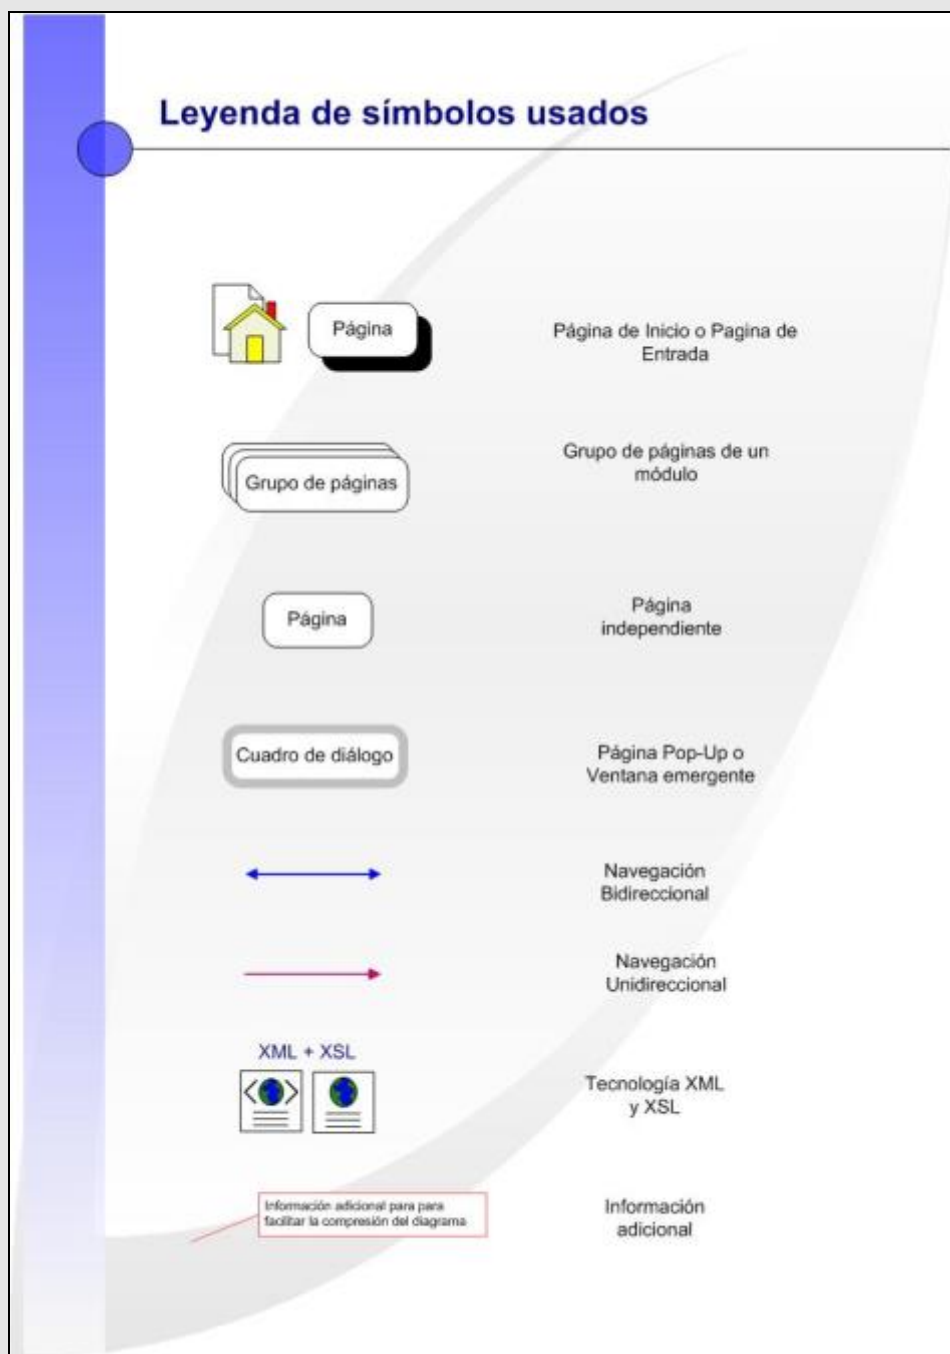 Leyenda de símbolos usados
Página
Página de Inicio o Pagina de
Entrada
Grupo de páginas
Grupo de páginas de un
módulo
Página
Página
independiente
Cuadro de diálogo
Página Pop-Up o
Ventana emergente
Navegación
Bidireccional
Navegación
Unidireccional
XML + XSL
Tecnología XML
y XSL
Información adicional para para
facilitar la compresión del diagrama
Información
adicional